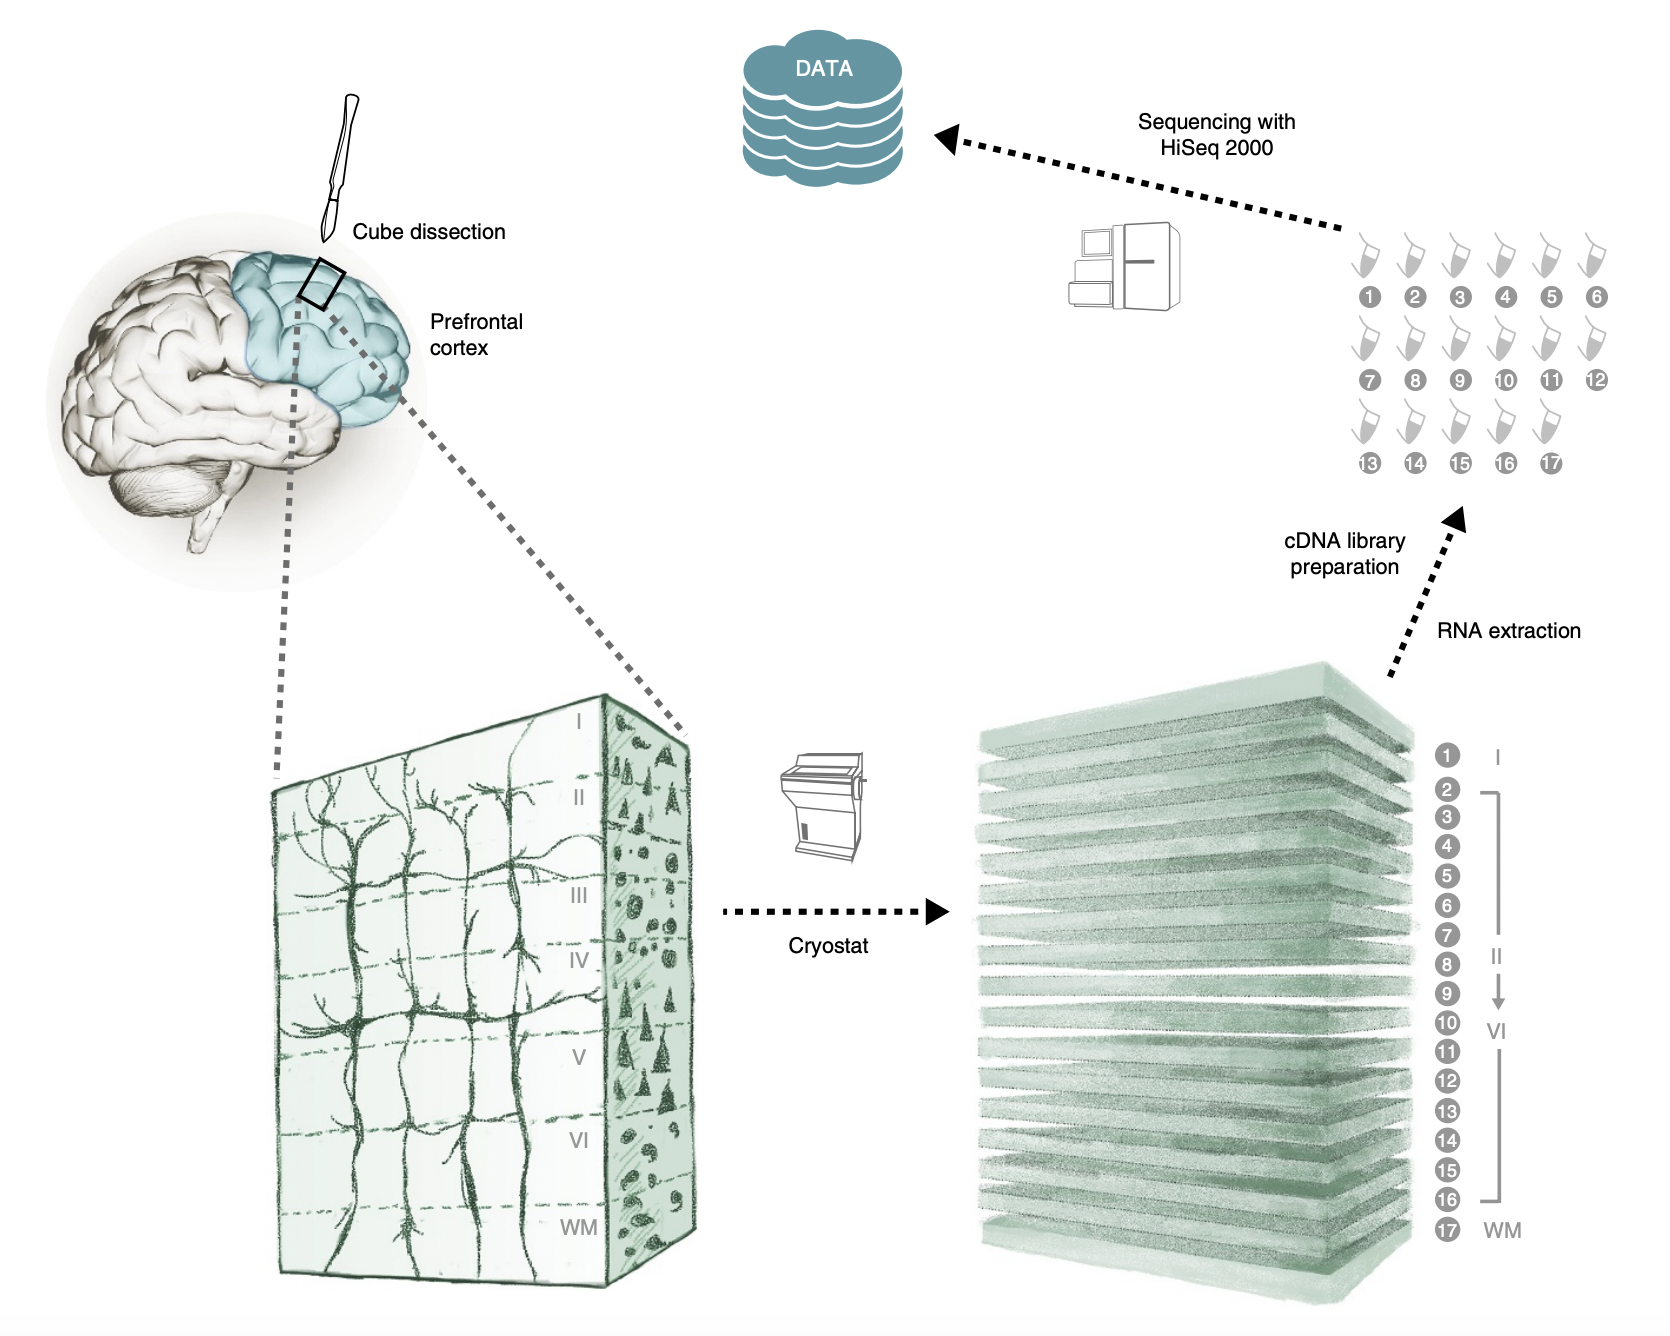 DATA
Sequencing with
HiSeq 2000
Cube dissection
Prefrontal
cortex
1 2 3 4 5 6
7 8 9 10 11 12
13 14 15 16 17
cDNA library
preparation
RNA extraction
I
II
III
IV
V
VI
WM
Cryostat
1 I
2
3
4
5
6
7
8
II
9
10
VI
11
12
13
14
15
16
17 WM